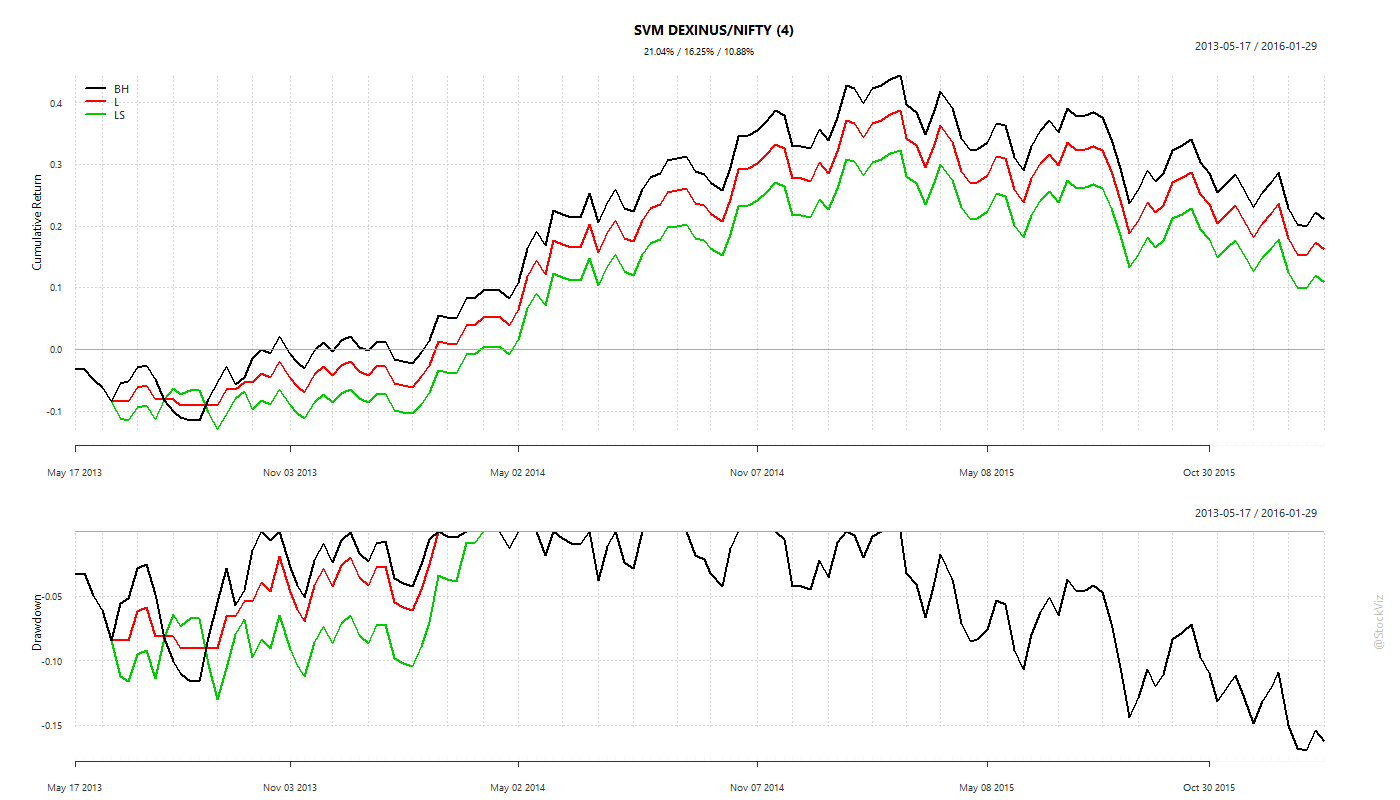 SVM DEXINUS/NIFTY (4)
21.04% / 16.25% / 10.88%
2013-05-17 / 2016-01-29
BH
L
LS
Cumulative Return
0.4
0.3
0.2
0.1
0.0
-0.1
May 17 2013
Nov 03 2013
May 02 2014
Nov 07 2014
May 08 2015
Oct 30 2015
2013-05-17 / 2016-01-29
Drawdown
-0.05
-0.10
-0.15
May 17 2013
Nov 03 2013
May 02 2014
Nov 07 2014
May 08 2015
Oct 30 2015
@StockViz